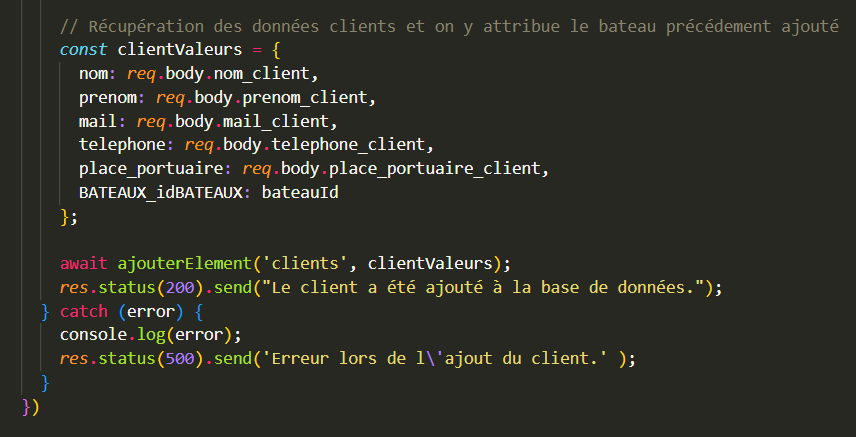 // Récupération des données clients et on y attribue le bateau précédement ajouté
const clientValeurs = {
nom: req.body.nom_client,
prenom: req.body.prenom_client,
mail: req.body.mail_client,
telephone: req.body.telephone_client,
place_portuaire: req.body.place_portuaire_client,
BATEAUX_idBATEAUX: bateauId
};
await ajouterElement('clients', clientValeurs);
res.status(200).send("Le client a été ajouté à la base de données.");
} catch (error) {
console.log(error);
res.status(500).send('Erreur lors de l\'ajout du client.' );
}
})